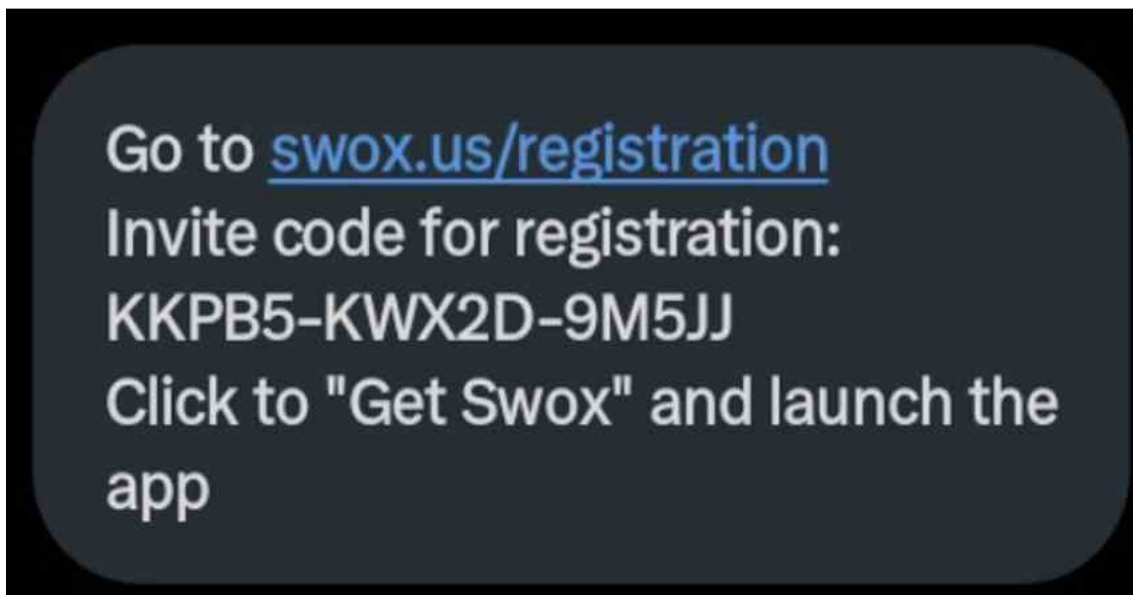 Go to swox.us/registration
Invite code for registration:
KKPB5-KWX2D-9M5JJ
Click to "Get Swox" and launch the
app